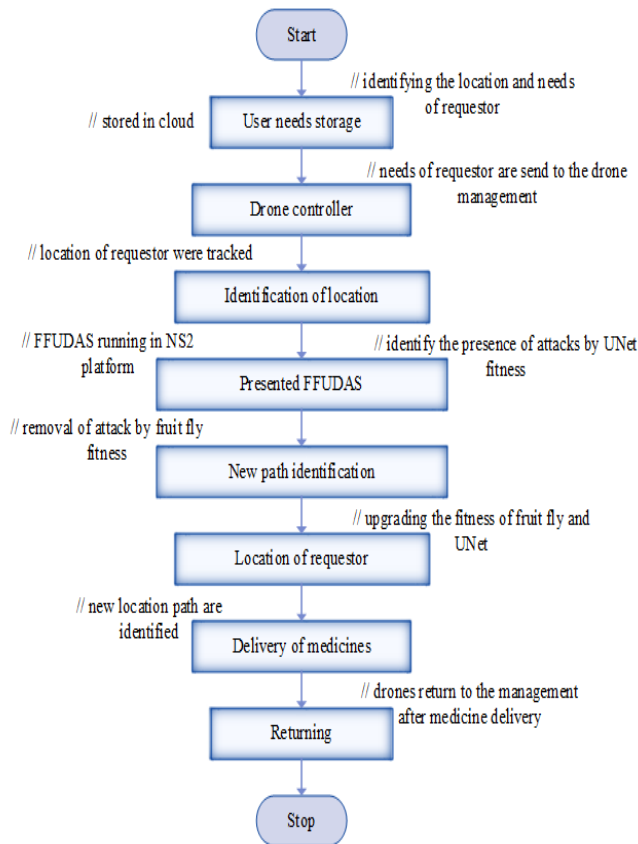 Start
// identifying the location and needs
of requestor
// stored in cloud
User needs storage
// needs of requestor are send to the drone
management
Drone controller
// location of requestor were tracked
Identification of location
// FFUDAS running in NS2
platform
// identify the presence of attacks by UNet
fitness
Presented FFUDAS
// removal of attack by fruit fly
fitness
New path identification
// upgrading the fitness of fruit fly and
UNet
Location of requestor
// new location path are
identified
Delivery of medicines
// drones return to the management
after medicine delivery
Returning
Stop